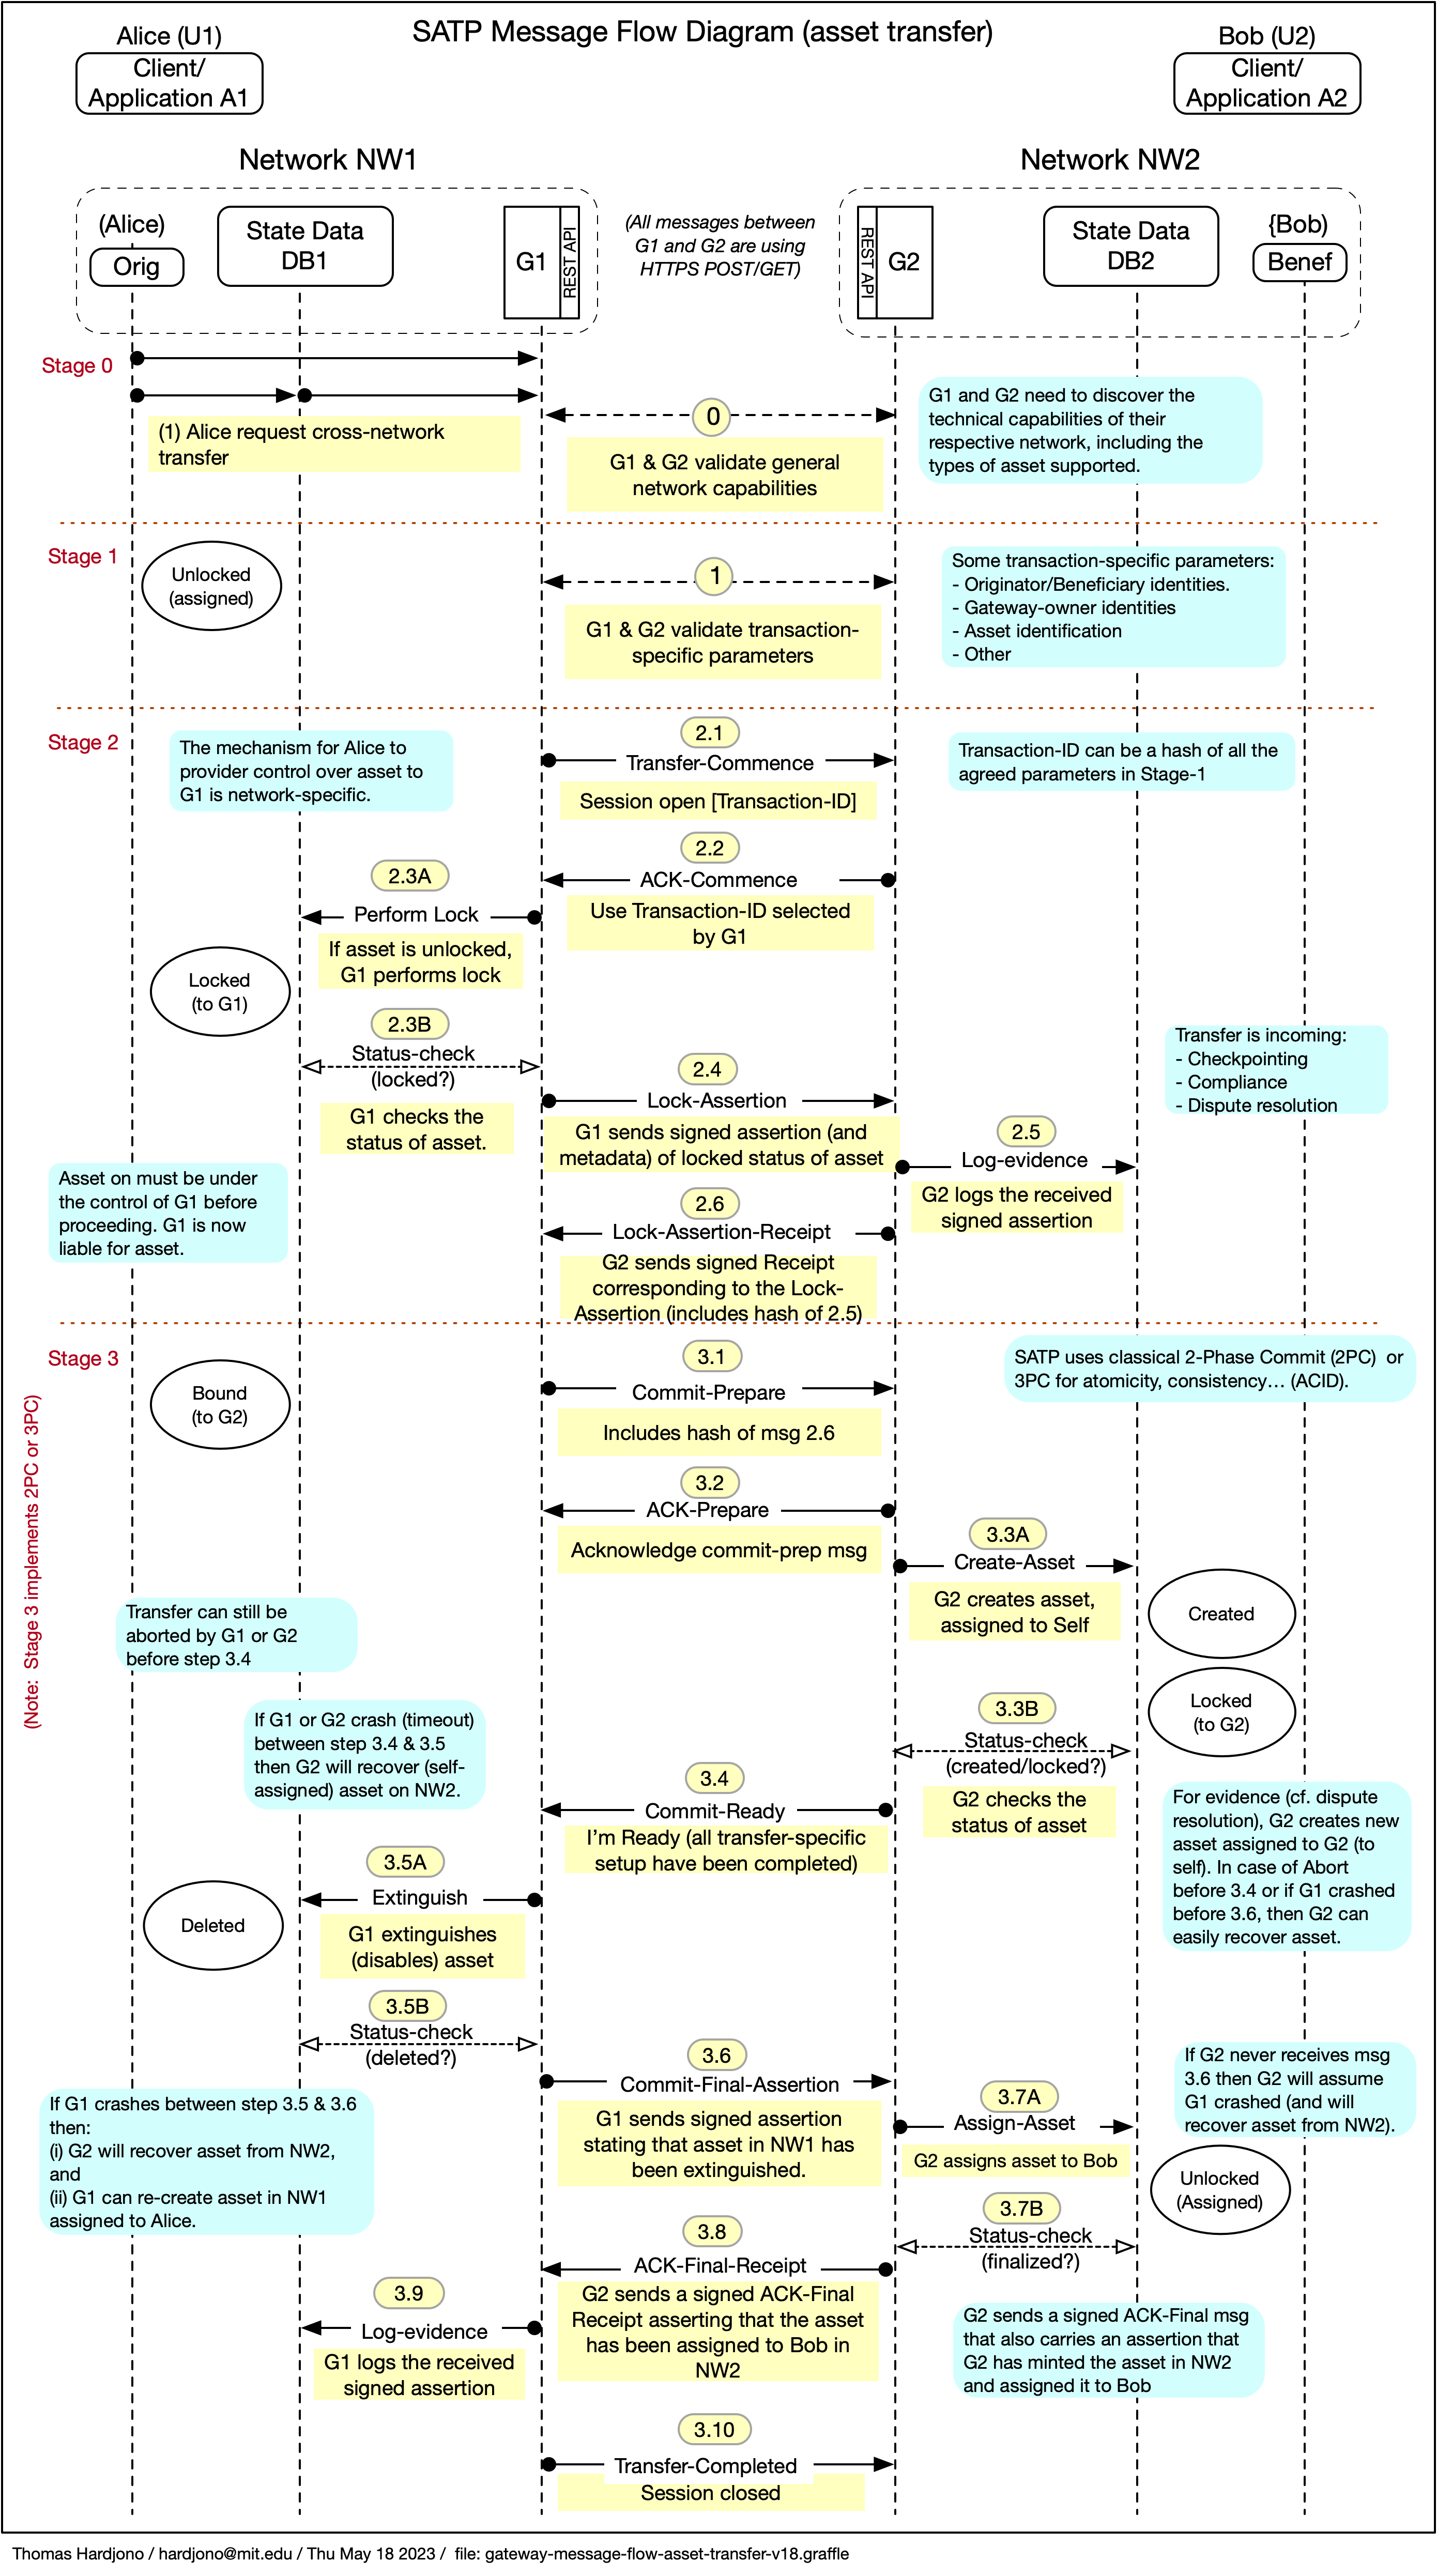 SATP Message Flow Diagram (asset transfer)
Alice (U1)
Client/
Application A1
Bob (U2)
Client/
Application A2
Network NW1
Network NW2
(Alice)
Orig
State Data
DB1
G1
REST API
(All messages between
G1 and G2 are using
HTTPS POST/GET)
REST API
G2
State Data
DB2
{Bob)
Benef
Stage 0
(1) Alice request cross-network
transfer
0
G1 & G2 validate general
network capabilities
G1 and G2 need to discover the
technical capabilities of their
respective network, including the
types of asset supported.
Stage 1
Unlocked
(assigned)
1
G1 & G2 validate transaction-
specific parameters
Some transaction-specific parameters:
- Originator/Beneficiary identities.
- Gateway-owner identities
- Asset identification
- Other
Stage 2
The mechanism for Alice to
provider control over asset to
G1 is network-specific.
2.1
Transfer-Commence
Session open [Transaction-ID]
Transaction-ID can be a hash of all the
agreed parameters in Stage-1
2.2
ACK-Commence
Use Transaction-ID selected
by G1
2.3A
Perform Lock
If asset is unlocked,
G1 performs lock
Locked
(to G1)
2.3B
Status-check
(locked?)
G1 checks the
status of asset.
2.4
Lock-Assertion
G1 sends signed assertion (and
metadata) of locked status of asset
Transfer is incoming:
- Checkpointing
- Compliance
- Dispute resolution
2.5
Log-evidence
G2 logs the received
signed assertion
Asset on must be under
the control of G1 before
proceeding. G1 is now
liable for asset.
2.6
Lock-Assertion-Receipt
G2 sends signed Receipt
corresponding to the Lock-
Assertion (includes hash of 2.5)
Stage 3
(Note: Stage 3 implements 2PC or 3PC)
Bound
(to G2)
3.1
Commit-Prepare
Includes hash of msg 2.6
SATP uses classical 2-Phase Commit (2PC) or
3PC for atomicity, consistency… (ACID).
3.2
ACK-Prepare
Acknowledge commit-prep msg
3.3A
Create-Asset
G2 creates asset,
assigned to Self
Created
Transfer can still be
aborted by G1 or G2
before step 3.4
Locked
(to G2)
3.3B
Status-check
(created/locked?)
G2 checks the
status of asset
If G1 or G2 crash (timeout)
between step 3.4 & 3.5
then G2 will recover (self-
assigned) asset on NW2.
3.4
Commit-Ready
I'm Ready (all transfer-specific
setup have been completed)
For evidence (cf. dispute
resolution), G2 creates new
asset assigned to G2 (to
self). In case of Abort
before 3.4 or if G1 crashed
before 3.6, then G2 can
easily recover asset.
3.5A
Extinguish
G1 extinguishes
(disables) asset
Deleted
3.5B
Status-check
(deleted?)
3.6
Commit-Final-Assertion
G1 sends signed assertion
stating that asset in NW1 has
been extinguished.
If G2 never receives msg
3.6 then G2 will assume
G1 crashed (and will
recover asset from NW2).
If G1 crashes between step 3.5 & 3.6
then:
(i) G2 will recover asset from NW2,
and
(ii) G1 can re-create asset in NW1
assigned to Alice.
3.7A
Assign-Asset
G2 assigns asset to Bob
Unlocked
(Assigned)
3.7B
Status-check
(finalized?)
3.8
ACK-Final-Receipt
G2 sends a signed ACK-Final
Receipt asserting that the asset
has been assigned to Bob in
NW2
3.9
Log-evidence
G1 logs the received
signed assertion
G2 sends a signed ACK-Final msg
that also carries an assertion that
G2 has minted the asset in NW2
and assigned it to Bob
3.10
Transfer-Completed
Session closed
Thomas Hardjono / hardjono@mit.edu / Thu May 18 2023 / file: gateway-message-flow-asset-transfer-v18.graffle